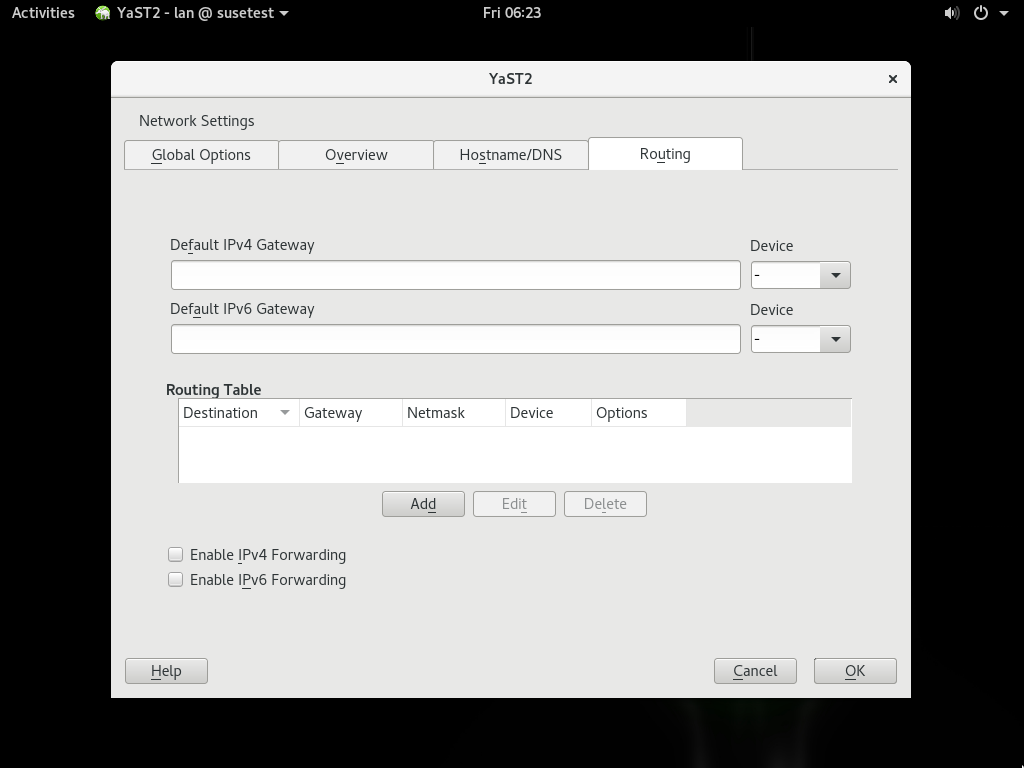 Activities YaST2 - lan @ susetest Fri 06:23
YaST2
Network Settings
Global Options Overview Hostname/DNS Routing
Default IPv4 Gateway Device
-
Default IPv6 Gateway Device
-
Routing Table
Destination Gateway Netmask Device Options
Add Edit Delete
Enable IPv4 Forwarding
Enable IPv6 Forwarding
Help Cancel OK